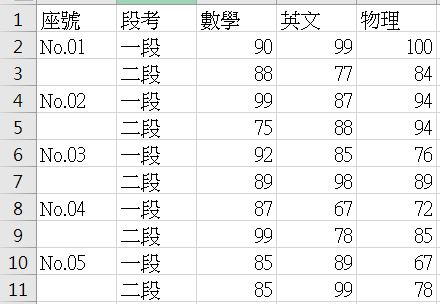 1 座號 段考 數學 英文 物理
2 No.01 一段 90 99 100
3 二段 88 77 84
4 No.02 一段 99 87 94
5 二段 75 88 94
6 No.03 一段 92 85 76
7 二段 89 98 89
8 No.04 一段 87 67 72
9 二段 99 78 85
10 No.05 一段 85 89 67
11 二段 85 99 78